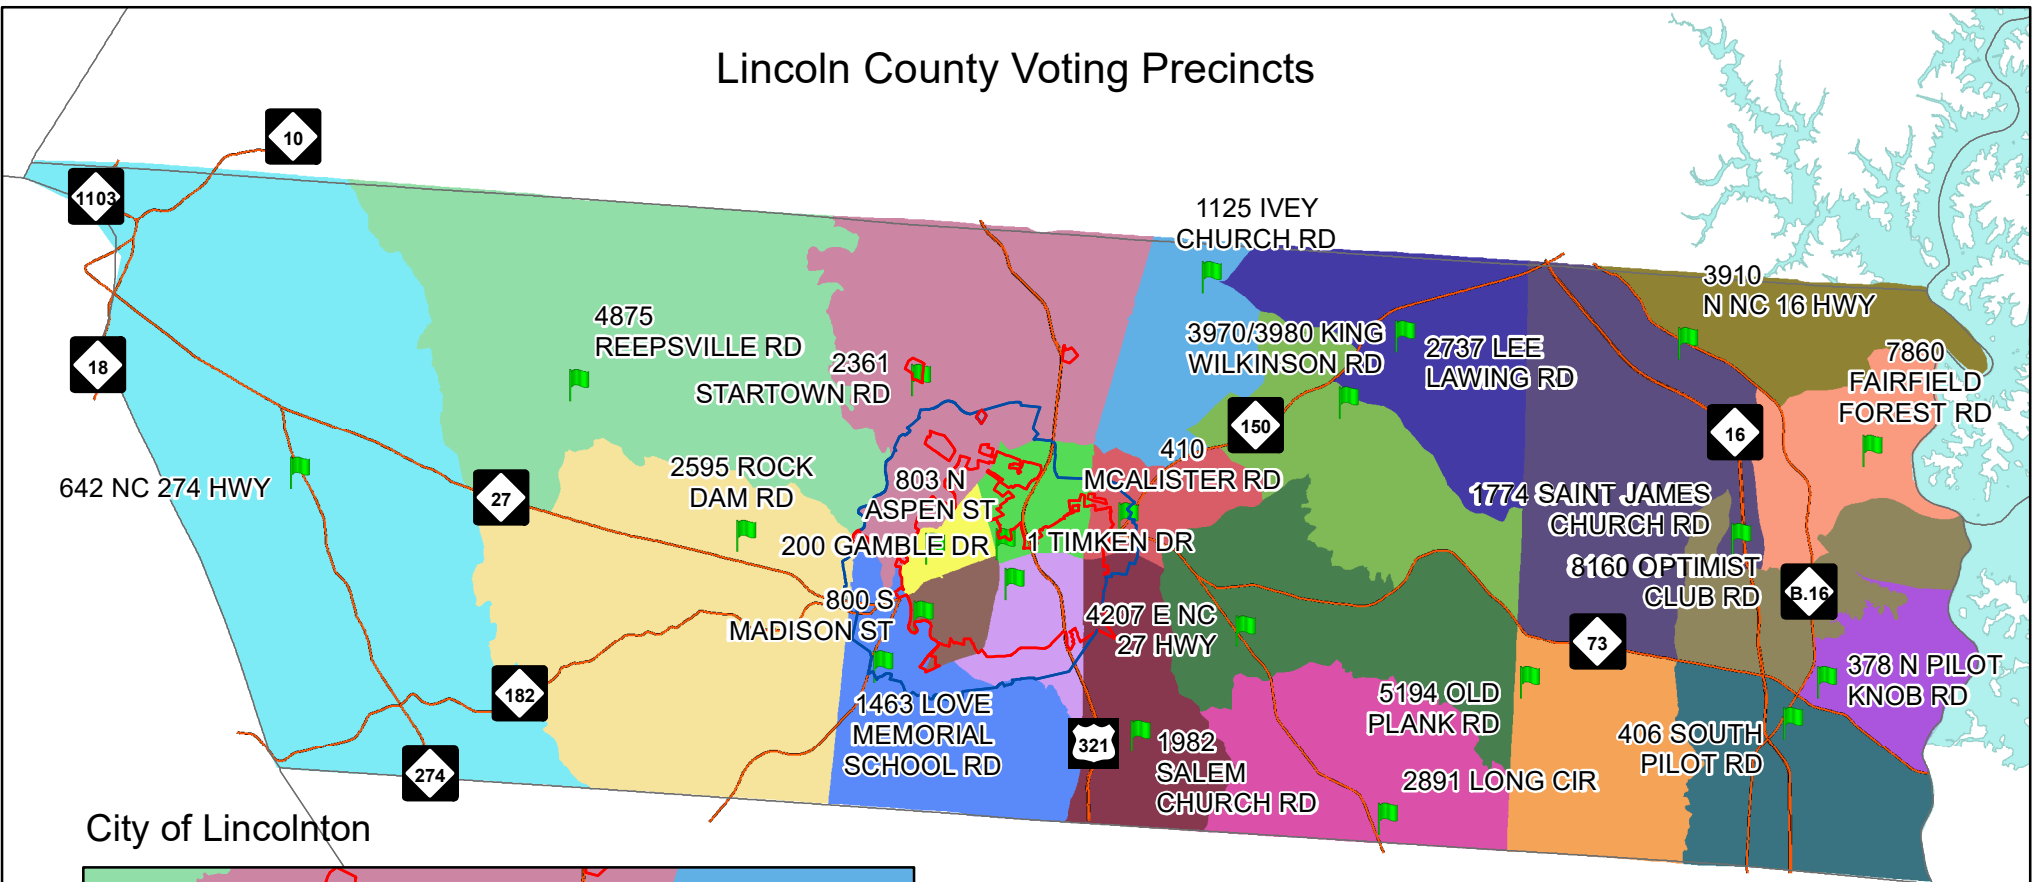 Lincoln County Voting Precincts
10
1103
1125 IVEY
CHURCH RD
3910
N NC 16 HWY
4875
REEPSVILLE RD
2361
STARTOWN RD
3970/3980 KING
WILKINSON RD
2737 LEE
LAWING RD
7860
FAIRFIELD
FOREST RD
18
150
16
642 NC 274 HWY
27
2595 ROCK
DAM RD
803 N
ASPEN ST
410
MCALISTER RD
1774 SAINT JAMES
CHURCH RD
200 GAMBLE DR
1 TIMKEN DR
8160 OPTIMIST
CLUB RD
B.16
800 S
MADISON ST
4207 E NC
27 HWY
73
378 N PILOT
KNOB RD
182
1463 LOVE
MEMORIAL
SCHOOL RD
5194 OLD
PLANK RD
406 SOUTH
PILOT RD
321
1982
SALEM
CHURCH RD
2891 LONG CIR
274
City of Lincolnton